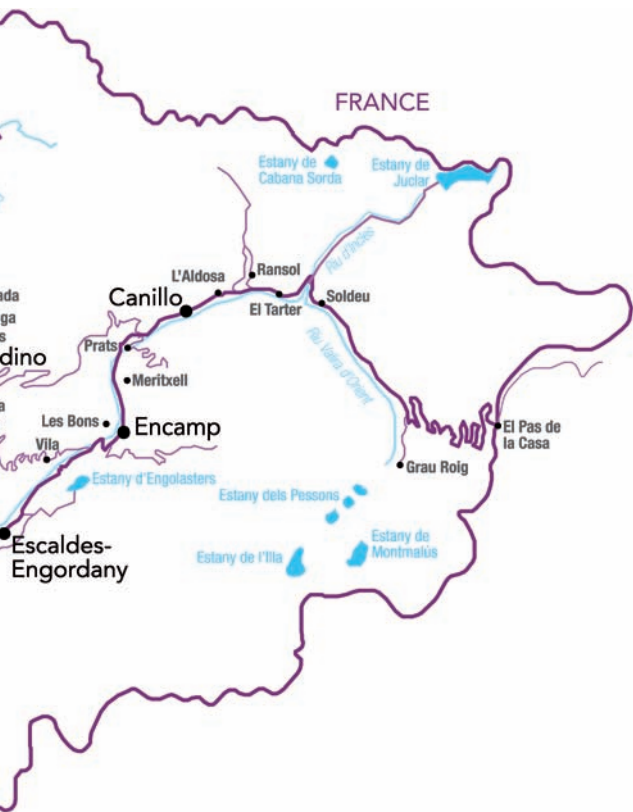 FRANCE
Estany de
Cabana Sorda
Estany de
Juclar
Riu d'Incles
L'Aldosa
Ransol
Canillo
El Tarter
Soldeu
ada
ga
s
dino
Prats
Riu Valira d'Orient
Meritxell
a
Les Bons
Encamp
Vila
El Pas de
la Casa
Grau Roig
Estany d'Engolasters
Estany dels Pessons
Escaldes-
Engordany
Estany de l'Illa
Estany de
Montmalús